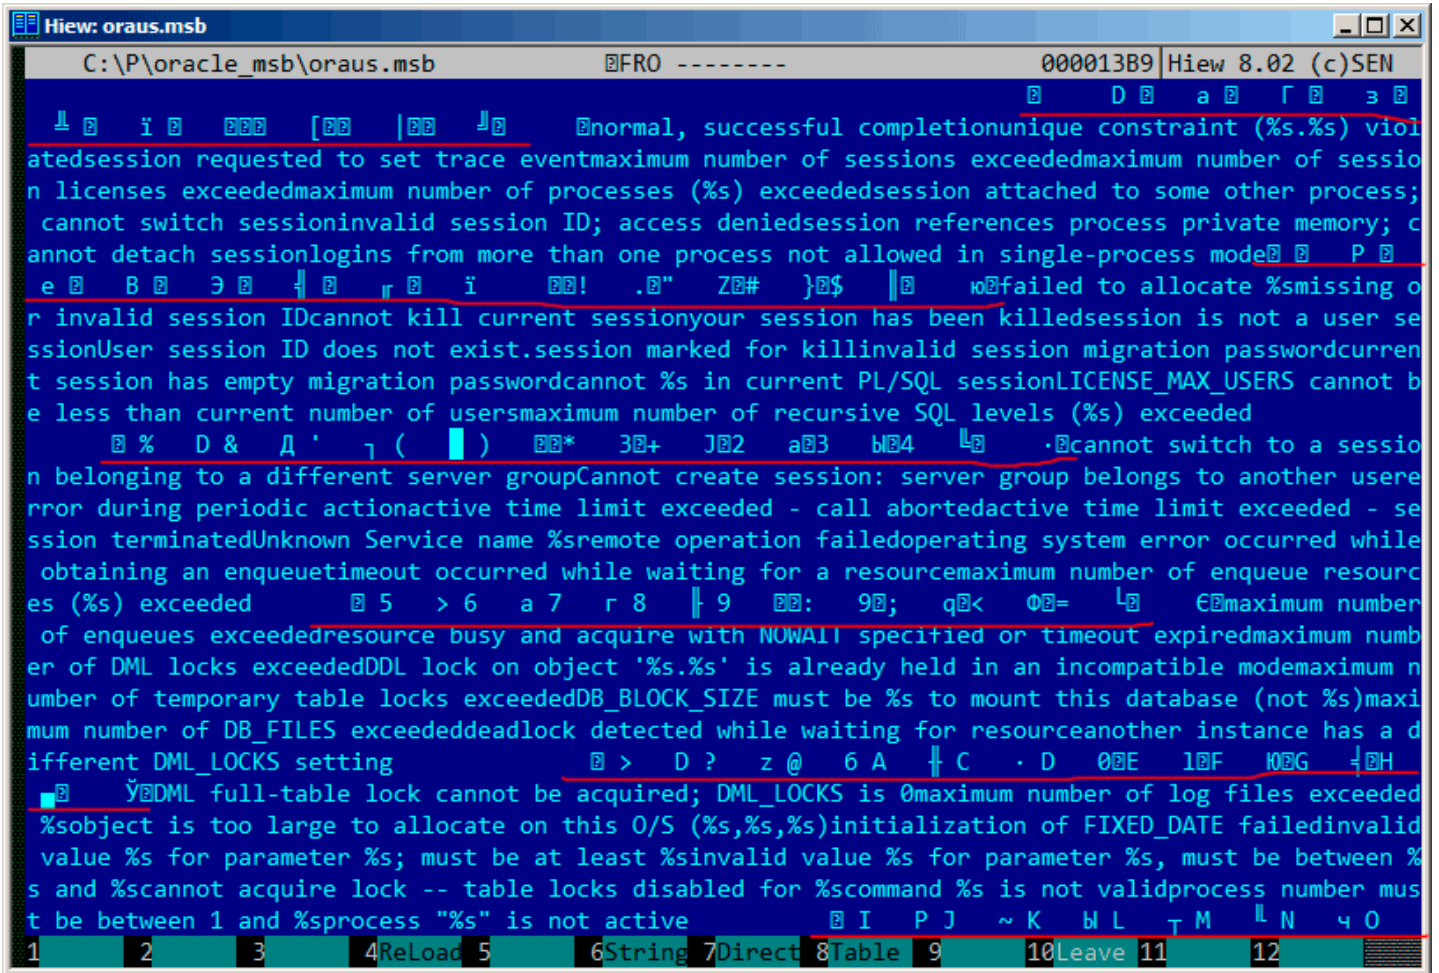 Hiew: oraus.msb
C:\P\oracle_msb\oraus.msb FRO -------- 000013B9 Hiew 8.02 (c)SEN
D а Г з
╨ ï [ | ╜ normal, successful completionunique constraint (%s.%s) viol
atedsession requested to set trace eventmaximum number of sessions exceededmaximum number of sessio
n licenses exceededmaximum number of processes (%s) exceededsession attached to some other process;
cannot switch sessioninvalid session ID; access deniedsession references process private memory; c
annot detach sessionlogins from more than one process not allowed in single-process mode P
е В Э ╣ ╓ ï ! ." Z# }$ ║ юfailed to allocate %smissing o
r invalid session IDcannot kill current sessionyour session has been killedsession is not a user se
ssionUser session ID does not exist.session marked for killinvalid session migration passwordcurren
t session has empty migration passwordcannot %s in current PL/SQL sessionLICENSE_MAX_USERS cannot b
e less than current number of usersmaximum number of recursive SQL levels (%s) exceeded
% D & Д ' ┐ ( █ ) * 3+ J2 а3 Ы4 ╚ ·cannot switch to a sessio
n belonging to a different server groupCannot create session: server group belongs to another usere
rror during periodic actionactive time limit exceeded - call abortedactive time limit exceeded - se
ssion terminatedUnknown Service name %sremote operation failedoperating system error occurred while
obtaining an enqueuetimeout occurred while waiting for a resourcemaximum number of enqueue resourc
es (%s) exceeded 5 > 6 а 7 г 8 ╟ 9 : 9; q< Ф= ╘ Єmaximum number
of enqueues exceededresource busy and acquire with NOWAIT specified or timeout expiredmaximum numb
er of DML locks exceededDDL lock on object '%s.%s' is already held in an incompatible modemaximum n
umber of temporary table locks exceededDB_BLOCK_SIZE must be %s to mount this database (not %s)maxi
mum number of DB_FILES exceededdeadlock detected while waiting for resourceanother instance has a d
ifferent DML_LOCKS setting > D ? z @ б A ╫ C · D 0E lF ЮG ╡H
▄ ЎDML full-table lock cannot be acquired; DML_LOCKS is 0maximum number of log files exceeded
%sobject is too large to allocate on this O/S (%s,%s,%s)initialization of FIXED_DATE failedinvalid
value %s for parameter %s; must be at least %sinvalid value %s for parameter %s, must be between %
s and %scannot acquire lock -- table locks disabled for %scommand %s is not validprocess number mus
t be between 1 and %sprocess "%s" is not active I P J ~ K Ы L ┬ M ╙ N ч O
1 2 3 4ReLoad 5 6String 7Direct 8Table 9 10Leave 11 12